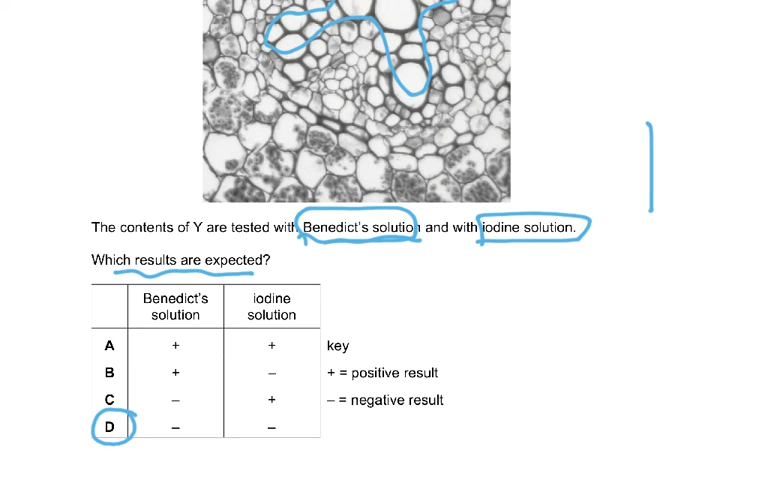 The contents of Y are tested with Benedict's solution and with iodine solution.
Which results are expected?
Benedict's solution iodine solution
A + + key
B + – + = positive result
C – + – = negative result
D – –